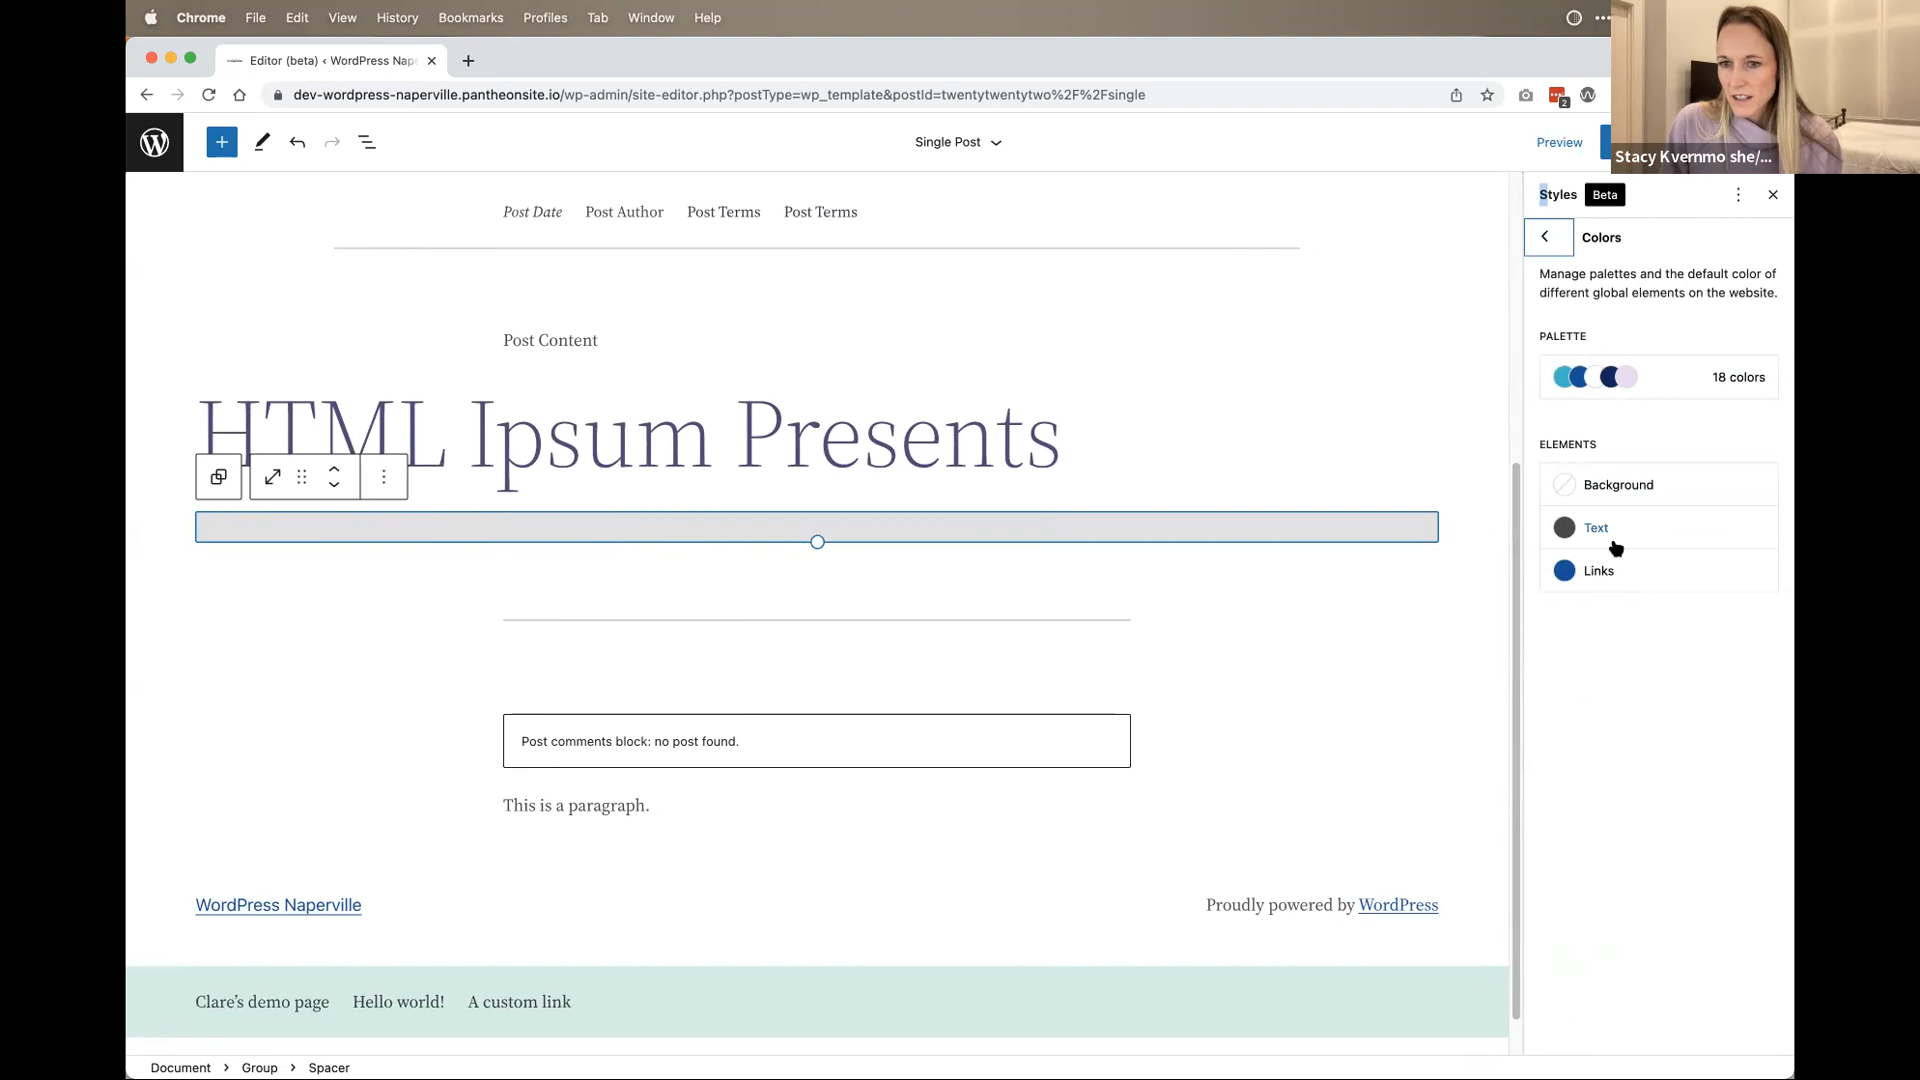 Chrome File Edit View History Bookmarks Profiles Tab Window Help
Editor (beta) ‹ WordPress Nap
dev-wordpress-naperville.pantheonsite.io/wp-admin/site-editor.php?postType=wp_template&postId=twentytwentytwo%2F%2Fsingle
2
Single Post
Preview
Stacy Kvernmo she/...
Styles Beta
Colors
Manage palettes and the default color of
different global elements on the website.
PALETTE
18 colors
ELEMENTS
Background
Text
Links
Post Date Post Author Post Terms Post Terms
Post Content
HTML Ipsum Presents
Post comments block: no post found.
This is a paragraph.
WordPress Naperville
Proudly powered by WordPress
Clare's demo page Hello world! A custom link
Document > Group > Spacer